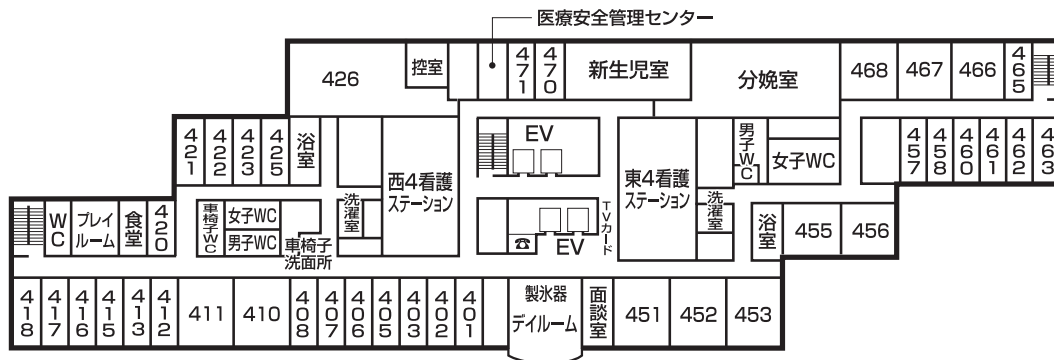 医療安全管理センター
426
控室
471
470
新生児室
分娩室
468
467
466
465
421
422
423
425
浴室
西4看護
ステーション
EV
東4看護
ステーション
男子WC
女子WC
457
458
460
461
462
463
WC
プレイ
ルーム
食堂
420
車椅子WC
女子WC
男子WC
車椅子
洗面所
洗濯室
EV
TVカード
洗濯室
浴室
455
456
418
417
416
415
413
412
411
410
408
407
406
405
403
402
401
製氷器
デイルーム
面談室
451
452
453